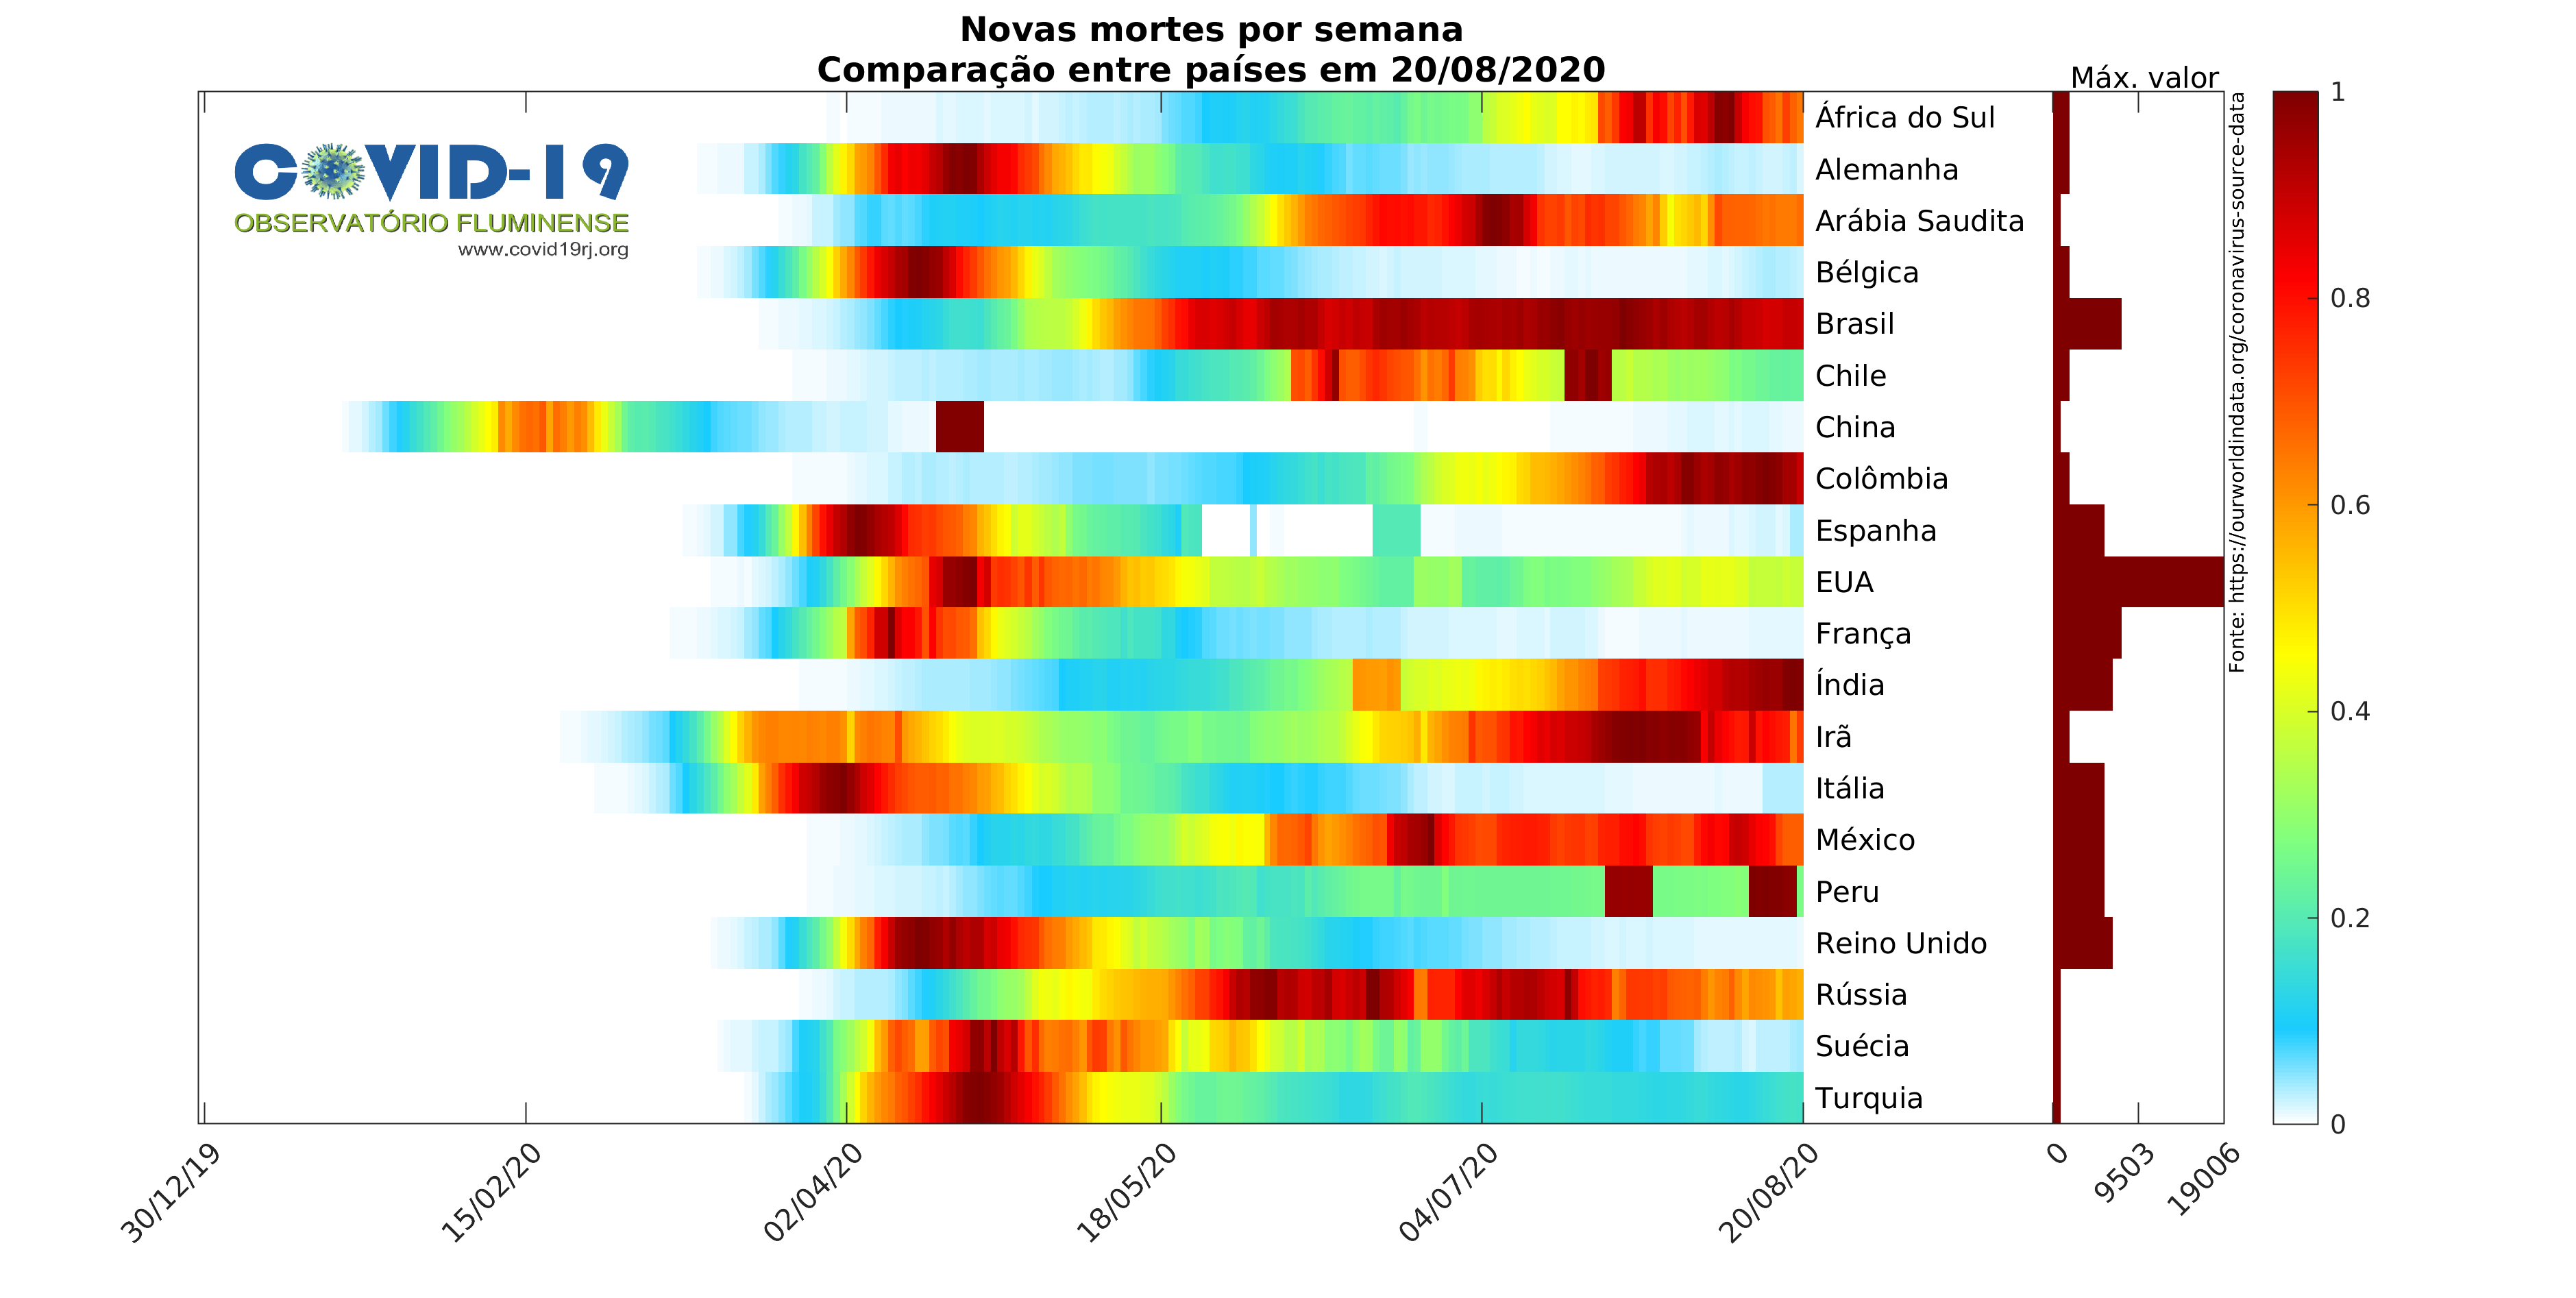 Novas mortes por semana
Comparação entre países em 20/08/2020
Máx. valor
COVID-19
OBSERVATÓRIO FLUMINENSE
www.covid19rj.org
África do Sul
Alemanha
Arábia Saudita
Bélgica
Brasil
Chile
China
Colômbia
Espanha
EUA
França
Índia
Irã
Itália
México
Peru
Reino Unido
Rússia
Suécia
Turquia
Fonte: https://ourworldindata.org/coronavirus-source-data
1
0.8
0.6
0.4
0.2
0
30/12/19
15/02/20
02/04/20
18/05/20
04/07/20
20/08/20
0
9503
19006